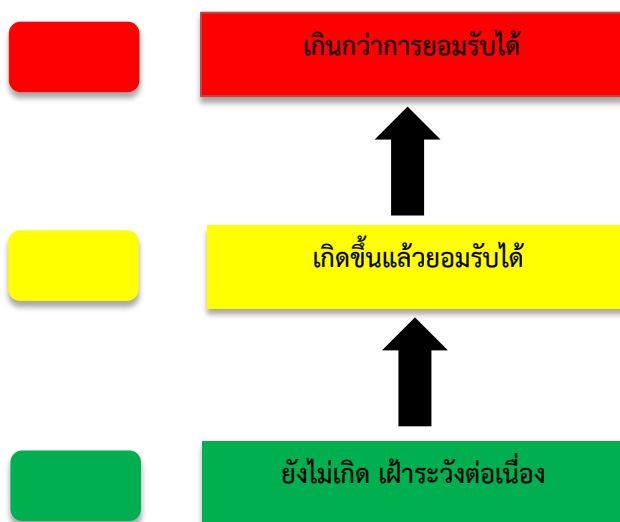 เกินกว่าการยอมรับได้
เกิดขึ้นแล้วยอมรับได้
ยังไม่เกิด เฝ้าระวังต่อเนื่อง